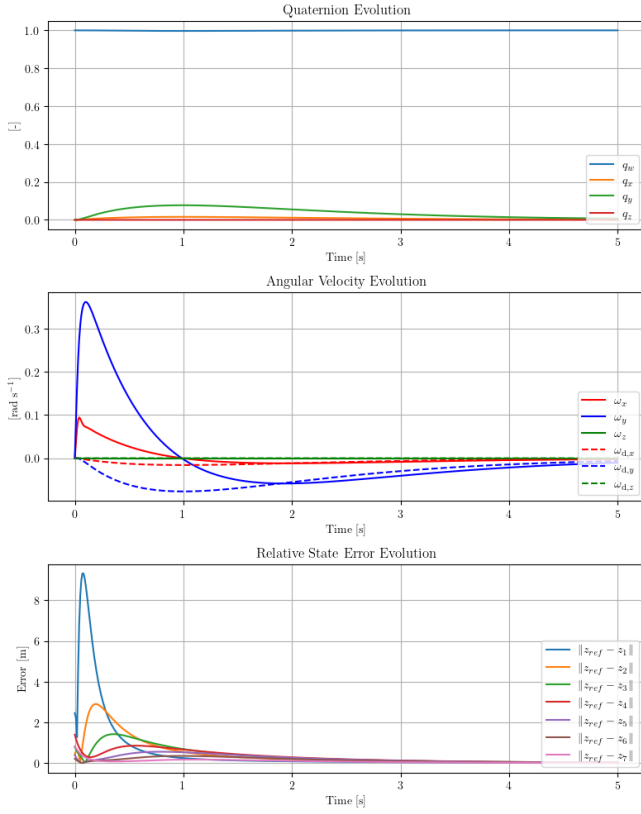 Quaternion Evolution
1.0
0.8
0.6
0.4
0.2
0.0
[-]
q_w
q_x
q_y
q_z
0 1 2 3 4 5
Time [s]
Angular Velocity Evolution
0.3
0.2
0.1
0.0
[rad s⁻¹]
ω_x
ω_y
ω_z
ω_d,x
ω_d,y
ω_d,z
0 1 2 3 4 5
Time [s]
Relative State Error Evolution
8
6
4
2
0
Error [m]
‖z_ref − z_1‖
‖z_ref − z_2‖
‖z_ref − z_3‖
‖z_ref − z_4‖
‖z_ref − z_5‖
‖z_ref − z_6‖
‖z_ref − z_7‖
0 1 2 3 4 5
Time [s]